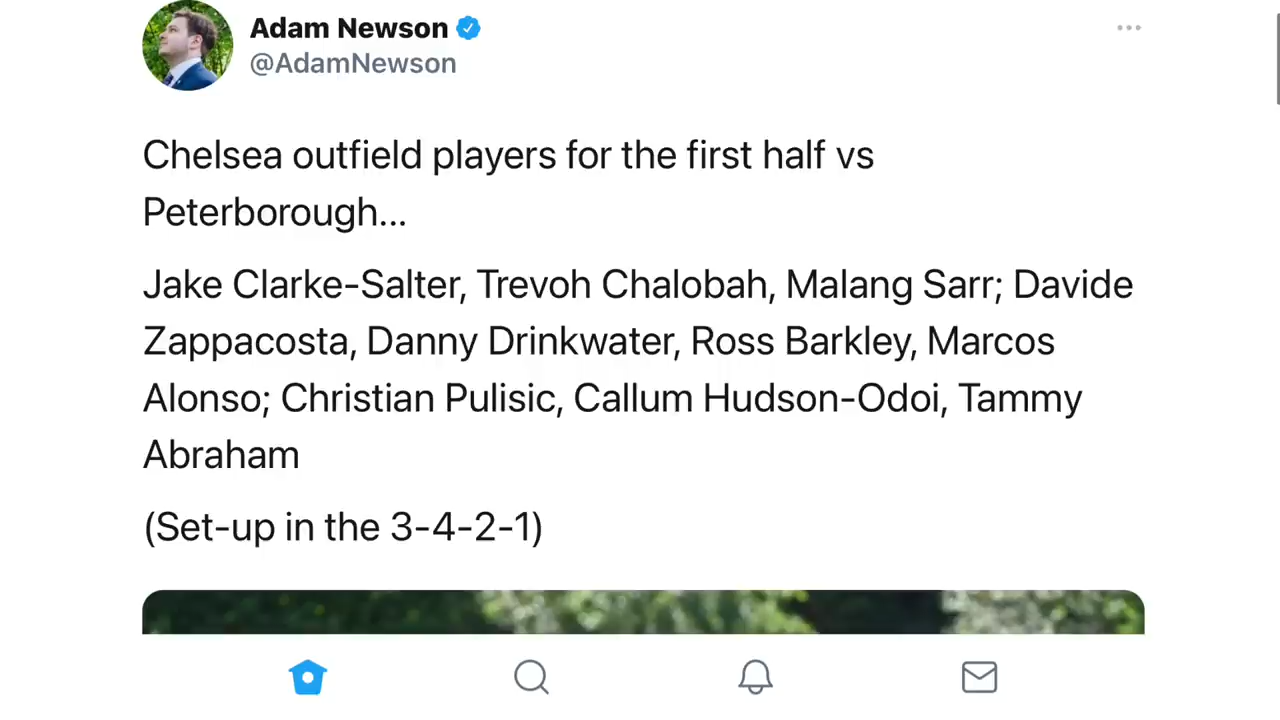 Adam Newson
@AdamNewson
Chelsea outfield players for the first half vs
Peterborough...
Jake Clarke-Salter, Trevoh Chalobah, Malang Sarr; Davide
Zappacosta, Danny Drinkwater, Ross Barkley, Marcos
Alonso; Christian Pulisic, Callum Hudson-Odoi, Tammy
Abraham
(Set-up in the 3-4-2-1)